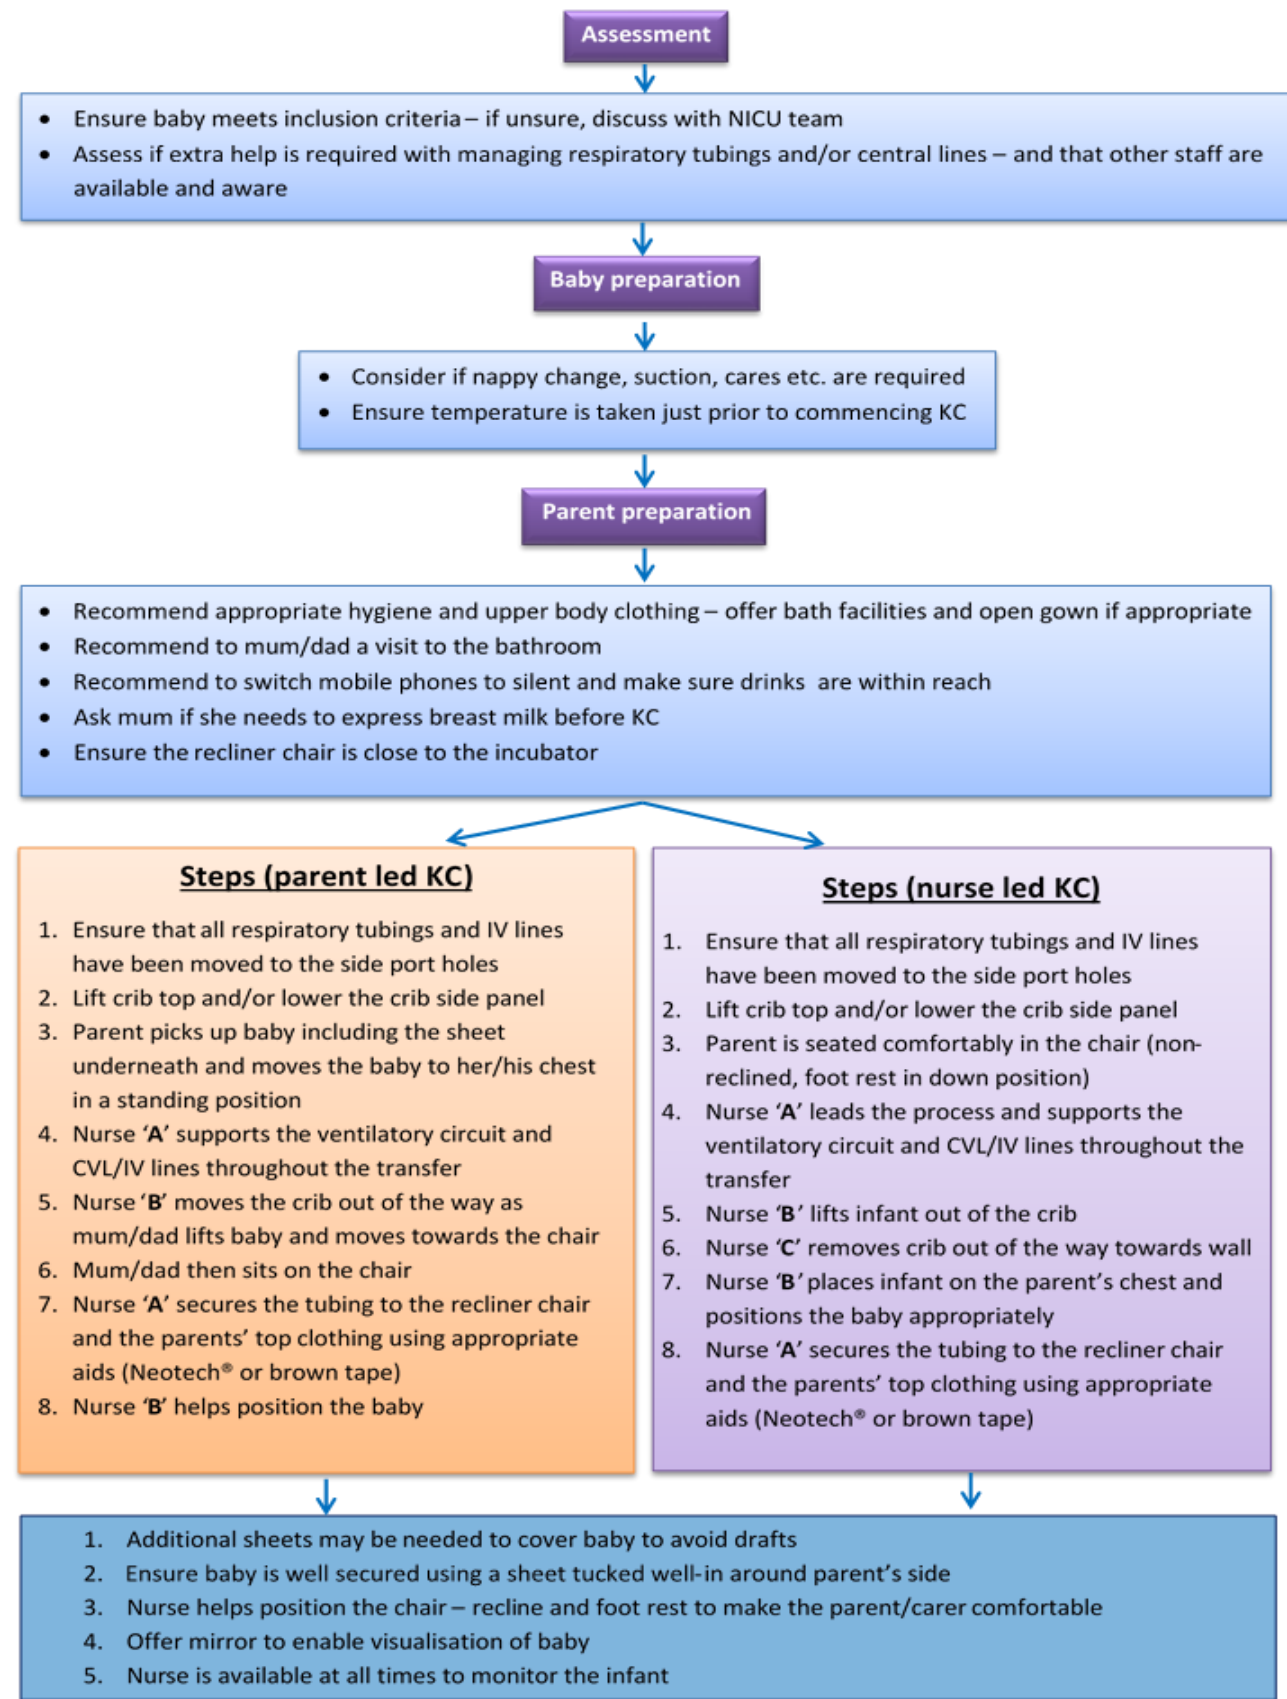 Assessment
• Ensure baby meets inclusion criteria – if unsure, discuss with NICU team
• Assess if extra help is required with managing respiratory tubings and/or central lines – and that other staff are
available and aware
Baby preparation
• Consider if nappy change, suction, cares etc. are required
• Ensure temperature is taken just prior to commencing KC
Parent preparation
• Recommend appropriate hygiene and upper body clothing – offer bath facilities and open gown if appropriate
• Recommend to mum/dad a visit to the bathroom
• Recommend to switch mobile phones to silent and make sure drinks are within reach
• Ask mum if she needs to express breast milk before KC
• Ensure the recliner chair is close to the incubator
Steps (parent led KC)
1. Ensure that all respiratory tubings and IV lines
have been moved to the side port holes
2. Lift crib top and/or lower the crib side panel
3. Parent picks up baby including the sheet
underneath and moves the baby to her/his chest
in a standing position
4. Nurse ‘A’ supports the ventilatory circuit and
CVL/IV lines throughout the transfer
5. Nurse ‘B’ moves the crib out of the way as
mum/dad lifts baby and moves towards the chair
6. Mum/dad then sits on the chair
7. Nurse ‘A’ secures the tubing to the recliner chair
and the parents’ top clothing using appropriate
aids (Neotech® or brown tape)
8. Nurse ‘B’ helps position the baby
Steps (nurse led KC)
1. Ensure that all respiratory tubings and IV lines
have been moved to the side port holes
2. Lift crib top and/or lower the crib side panel
3. Parent is seated comfortably in the chair (non-
reclined, foot rest in down position)
4. Nurse ‘A’ leads the process and supports the
ventilatory circuit and CVL/IV lines throughout the
transfer
5. Nurse ‘B’ lifts infant out of the crib
6. Nurse ‘C’ removes crib out of the way towards wall
7. Nurse ‘B’ places infant on the parent’s chest and
positions the baby appropriately
8. Nurse ‘A’ secures the tubing to the recliner chair
and the parents’ top clothing using appropriate
aids (Neotech® or brown tape)
1. Additional sheets may be needed to cover baby to avoid drafts
2. Ensure baby is well secured using a sheet tucked well-in around parent’s side
3. Nurse helps position the chair – recline and foot rest to make the parent/carer comfortable
4. Offer mirror to enable visualisation of baby
5. Nurse is available at all times to monitor the infant